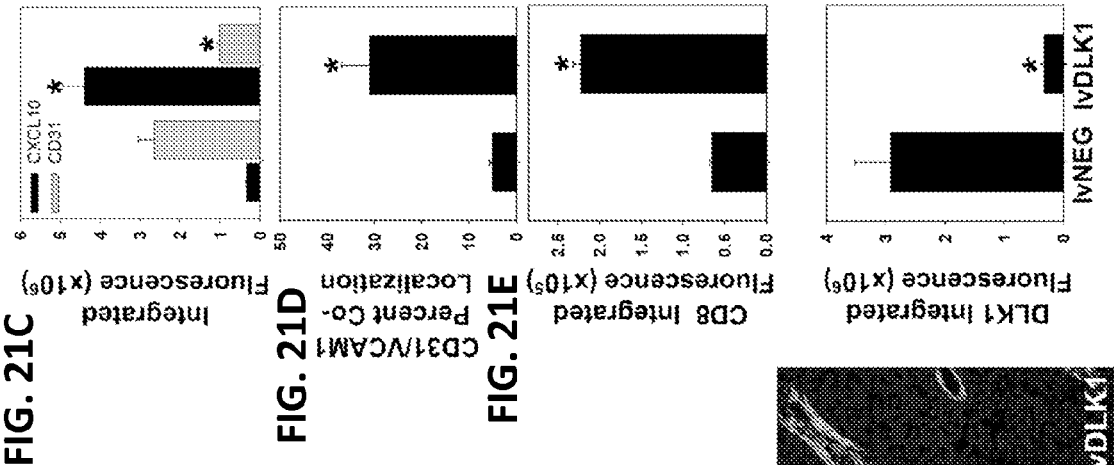 FIG. 21C
Integrated
Fluorescence (x10⁶)
6
5
4
3
2
1
0
CXCL10
CD31
*
*
FIG. 21D
CD31/VCAM1
Percent Co-
Localization
50
40
30
20
10
0
*
FIG. 21E
CD8 Integrated
Fluorescence (x10⁵)
2.5
2.0
1.5
1.0
0.5
0.0
*
DLK1 Integrated
Fluorescence (x10⁶)
4
3
2
1
0
*
lvNEG lvDLK1
vDLK1